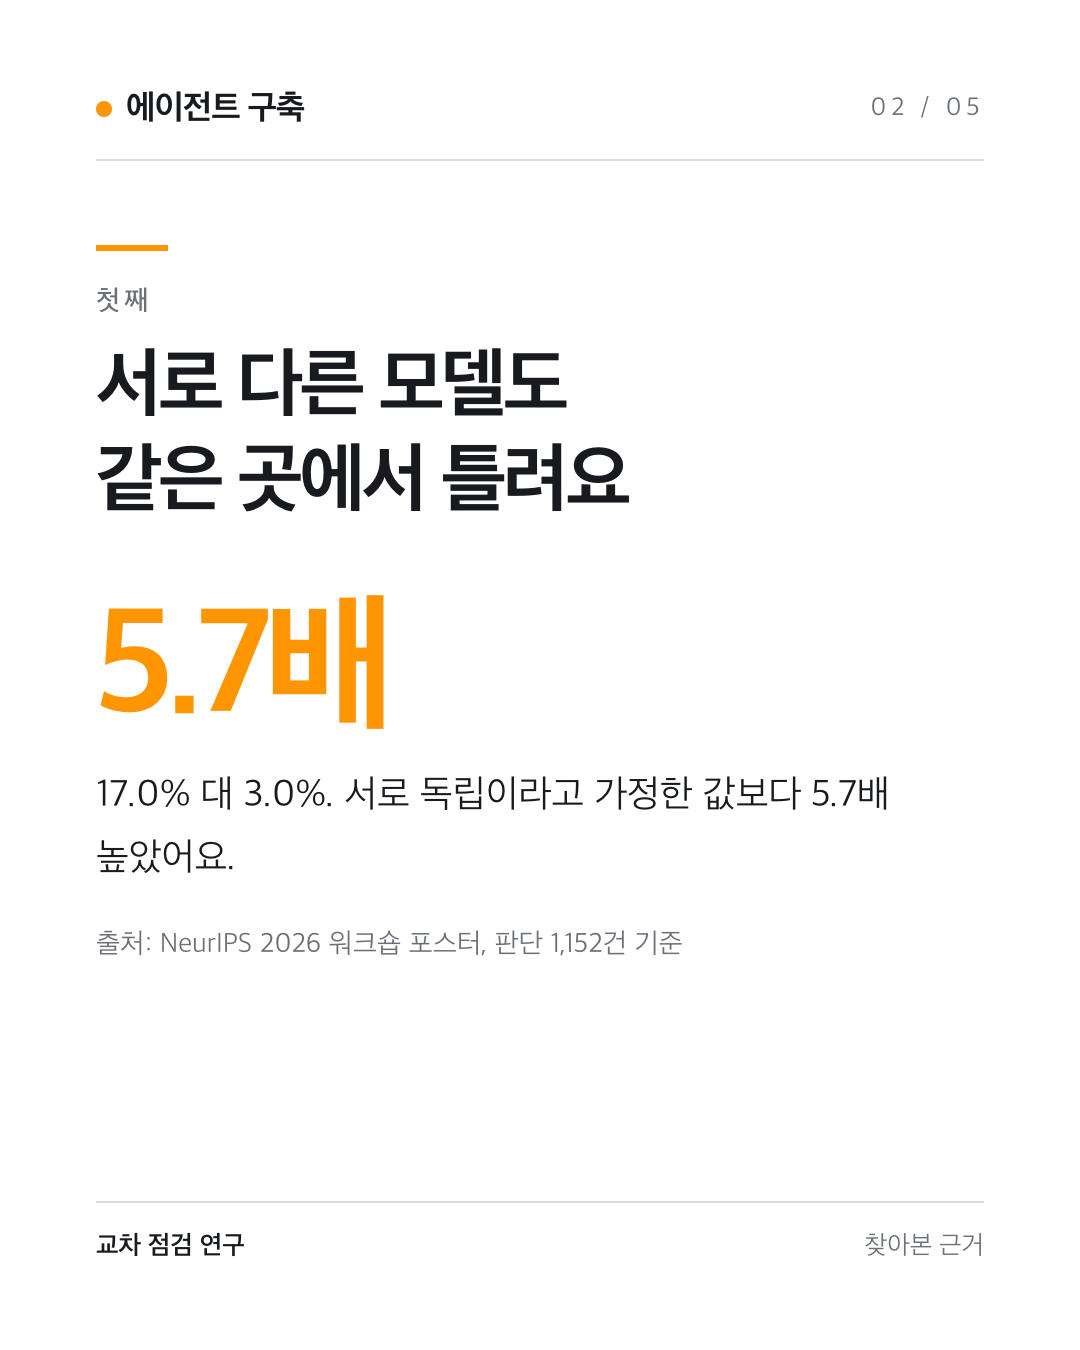 에이전트 구축
02 / 05
첫째
서로 다른 모델도
같은 곳에서 틀려요
5.7배
17.0% 대 3.0%. 서로 독립이라고 가정한 값보다 5.7배
높았어요.
출처: NeurIPS 2026 워크숍 포스터, 판단 1,152건 기준
교차 점검 연구
찾아본 근거